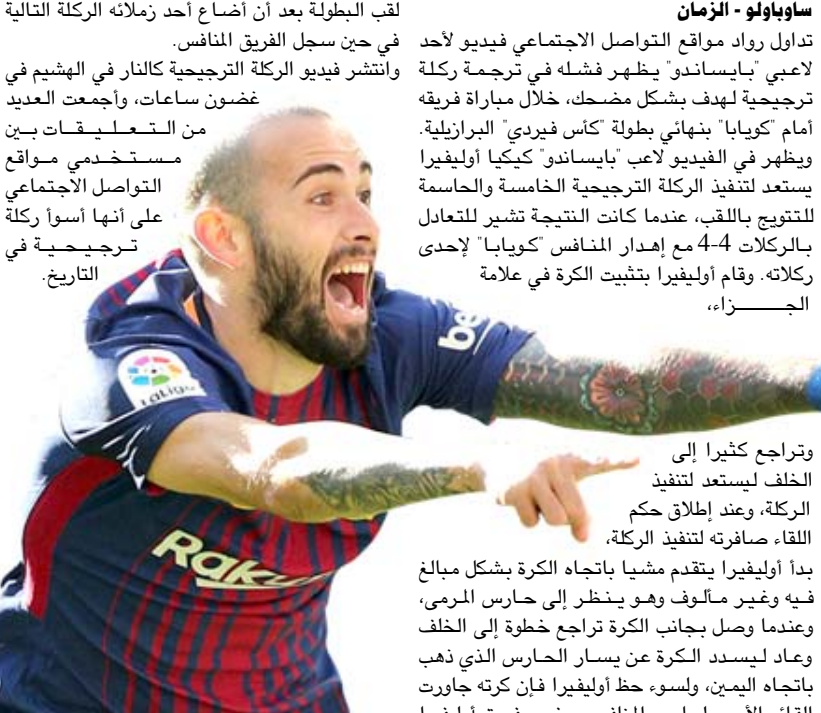 ساوباولو - الزمان
تداول رواد مواقع التواصل الاجتماعي فيديو لأحد
لاعبي "بايساندو" يظهر فشله في ترجمة ركلة
ترجيحية لهدف بشكل مضحك، خلال مباراة فريقه
أمام "كويابا" بنهائي بطولة "كأس فيردي" البرازيلية.
ويظهر في الفيديو لاعب "بايساندو" كيكيا أوليفيرا
يستعد لتنفيذ الركلة الترجيحية الخامسة والحاسمة
للتتويج باللقب، عندما كانت النتيجة تشير للتعادل
بالركلات 4-4 مع إهدار المنافس "كويابا" لإحدى
ركلاته. وقام أوليفيرا بتثبيت الكرة في علامة
الجزاء،
وتراجع كثيرا إلى
الخلف ليستعد لتنفيذ
الركلة، وعند إطلاق حكم
اللقاء صافرته لتنفيذ الركلة،
بدأ أوليفيرا يتقدم مشيا باتجاه الكرة بشكل مبالغ
فيه وغير مألوف وهو ينظر إلى حارس المرمى،
وعندما وصل بجانب الكرة تراجع خطوة إلى الخلف
وعاد ليسدد الكرة عن يسار الحارس الذي ذهب
باتجاه اليمين، ولسوء حظ أوليفيرا فإن كرته جاورت
لقب البطولة بعد أن أضاع أحد زملائه الركلة التالية
في حين سجل الفريق المنافس.
وانتشر فيديو الركلة الترجيحية كالنار في الهشيم في
غضون ساعات، وأجمعت العديد
من التعليقات بين
مستخدمي مواقع
التواصل الاجتماعي
على أنها أسوأ ركلة
ترجيحية في
التاريخ.
be
LaLiga
Raku